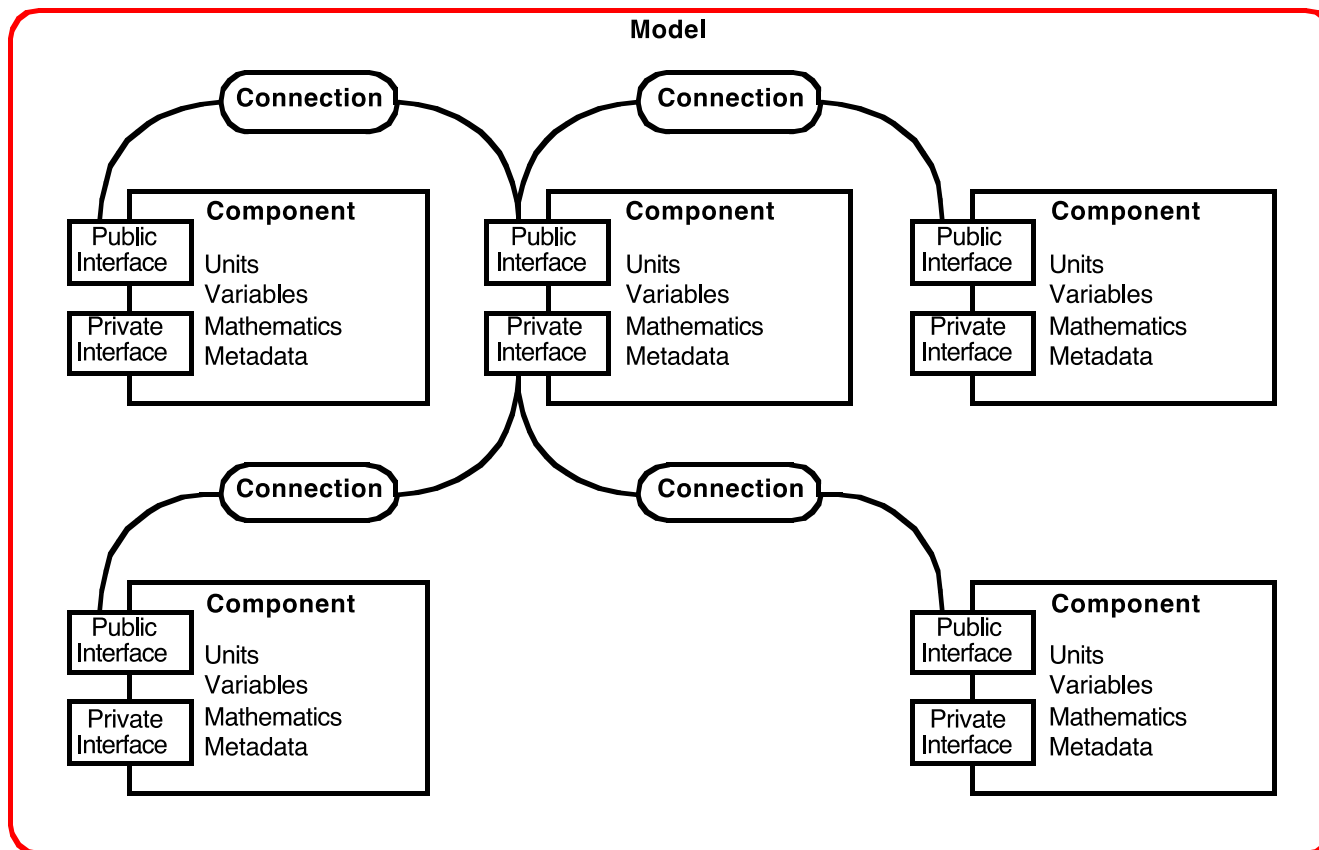 Model
Connection
Connection
Component
Public
Interface
Units
Variables
Private
Interface
Mathematics
Metadata
Component
Public
Interface
Units
Variables
Private
Interface
Mathematics
Metadata
Component
Public
Interface
Units
Variables
Private
Interface
Mathematics
Metadata
Connection
Connection
Component
Public
Interface
Units
Variables
Private
Interface
Mathematics
Metadata
Component
Public
Interface
Units
Variables
Private
Interface
Mathematics
Metadata